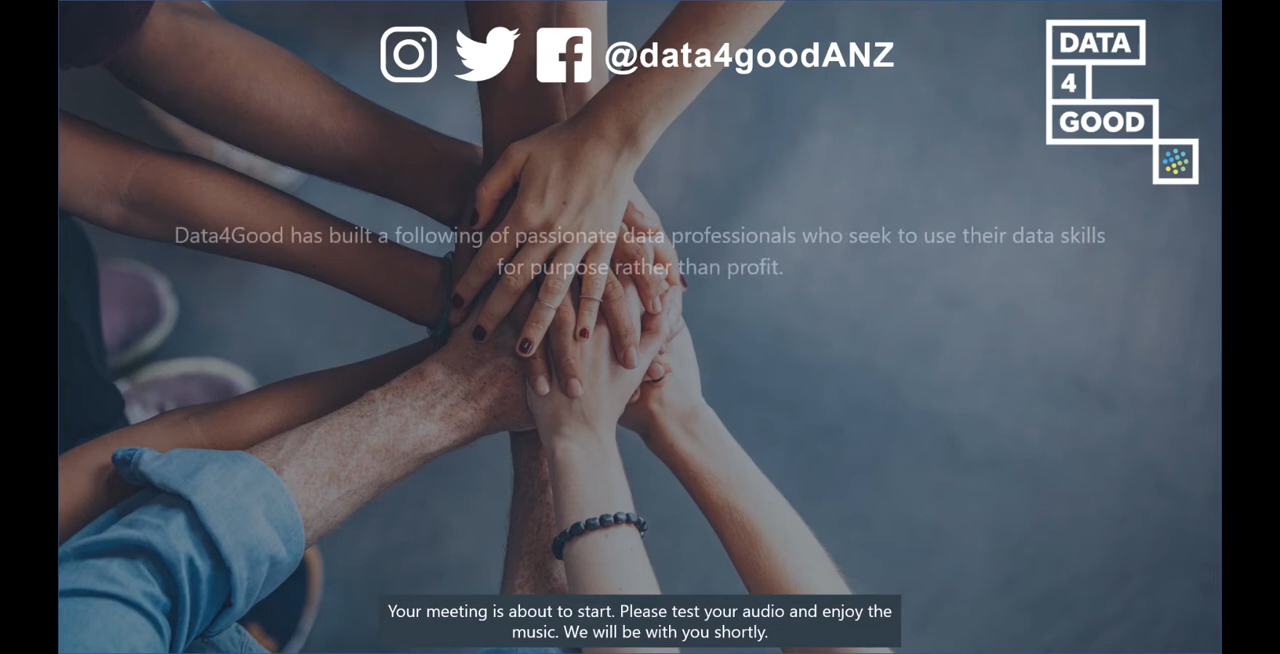 @data4goodANZ
DATA
4
GOOD
Data4Good has built a following of passionate data professionals who seek to use their data skills
for purpose rather than profit.
Your meeting is about to start. Please test your audio and enjoy the
music. We will be with you shortly.